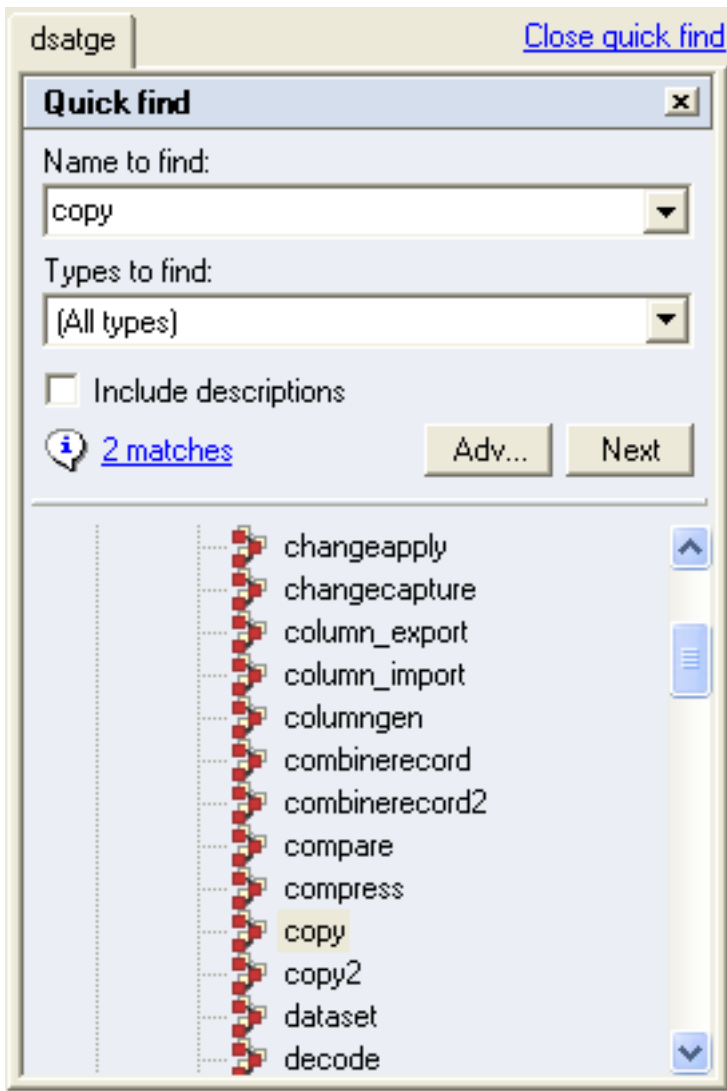 dsatge
Close quick find
Quick find
Name to find:
copy
Types to find:
(All types)
Include descriptions
2 matches
Adv...
Next
changeapply
changecapture
column_export
column_import
columngen
combinerecord
combinerecord2
compare
compress
copy
copy2
dataset
decode